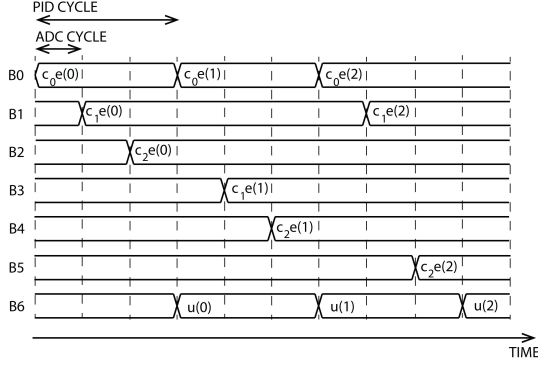 PID CYCLE
ADC CYCLE
B0 c₀e(0) c₀e(1) c₀e(2)
B1 c₁e(0) c₁e(2)
B2 c₂e(0)
B3 c₁e(1)
B4 c₂e(1)
B5 c₂e(2)
B6 u(0) u(1) u(2)
TIME